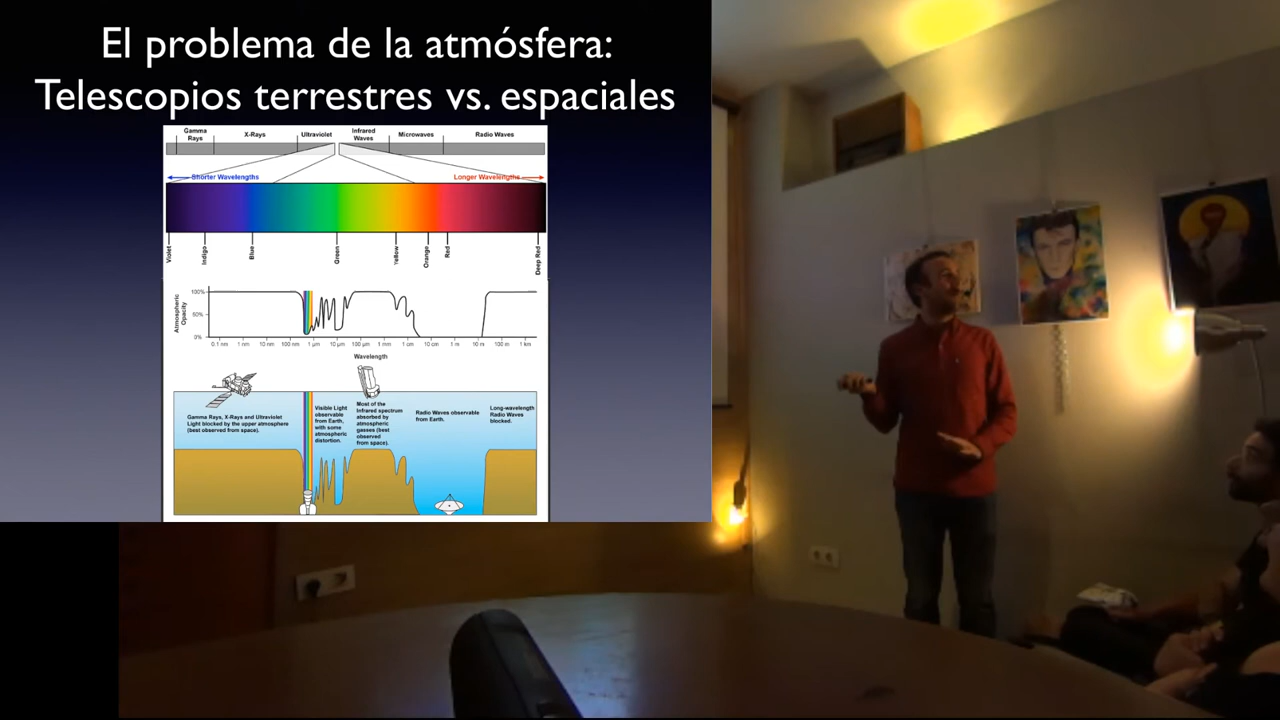 El problema de la atmósfera:
Telescopios terrestres vs. espaciales
Gamma
Rays
X-Rays
Ultraviolet
Infrared
Waves
Microwaves
Radio Waves
Shorter Wavelengths
Longer Wavelengths
Violet
Indigo
Blue
Green
Yellow
Orange
Red
Deep Red
Atmospheric
Opacity
100%
50%
0%
0.1 nm
1 nm
10 nm
100 nm
1 µm
10 µm
100 µm
1 mm
1 cm
10 cm
1 m
10 m
100 m
1 km
Wavelength
Gamma Rays, X-Rays and Ultraviolet
Light blocked by the upper atmosphere
(best observed from space).
Visible Light
observable
from Earth,
with some
atmospheric
distortion.
Most of the
Infrared spectrum
absorbed by
atmospheric
gasses (best
observed
from space).
Radio Waves observable
from Earth.
Long-wavelength
Radio Waves
blocked.